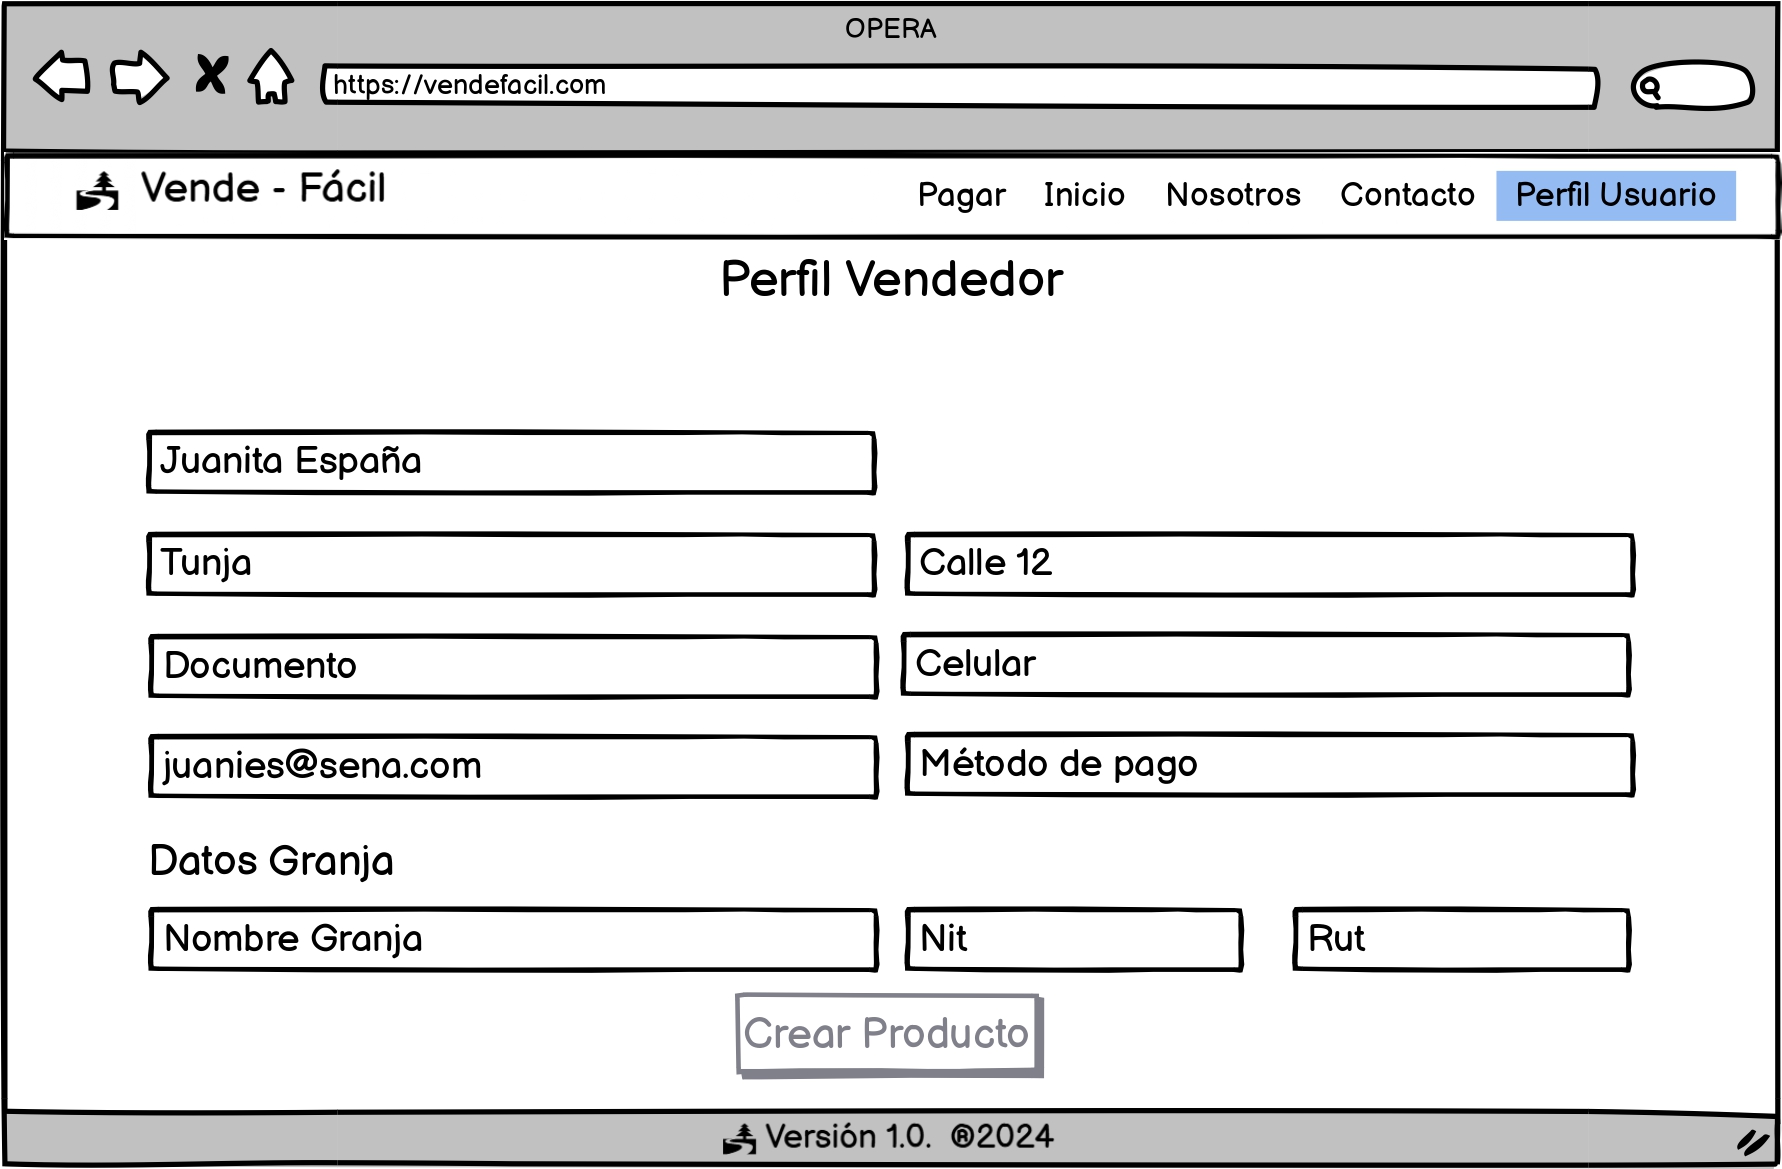 OPERA
https://vendefacil.com
Vende - Fácil
Pagar Inicio Nosotros Contacto Perfil Usuario
Perfil Vendedor
Juanita España
Tunja Calle 12
Documento Celular
juanies@sena.com Método de pago
Datos Granja
Nombre Granja Nit Rut
Crear Producto
Versión 1.0. ®2024